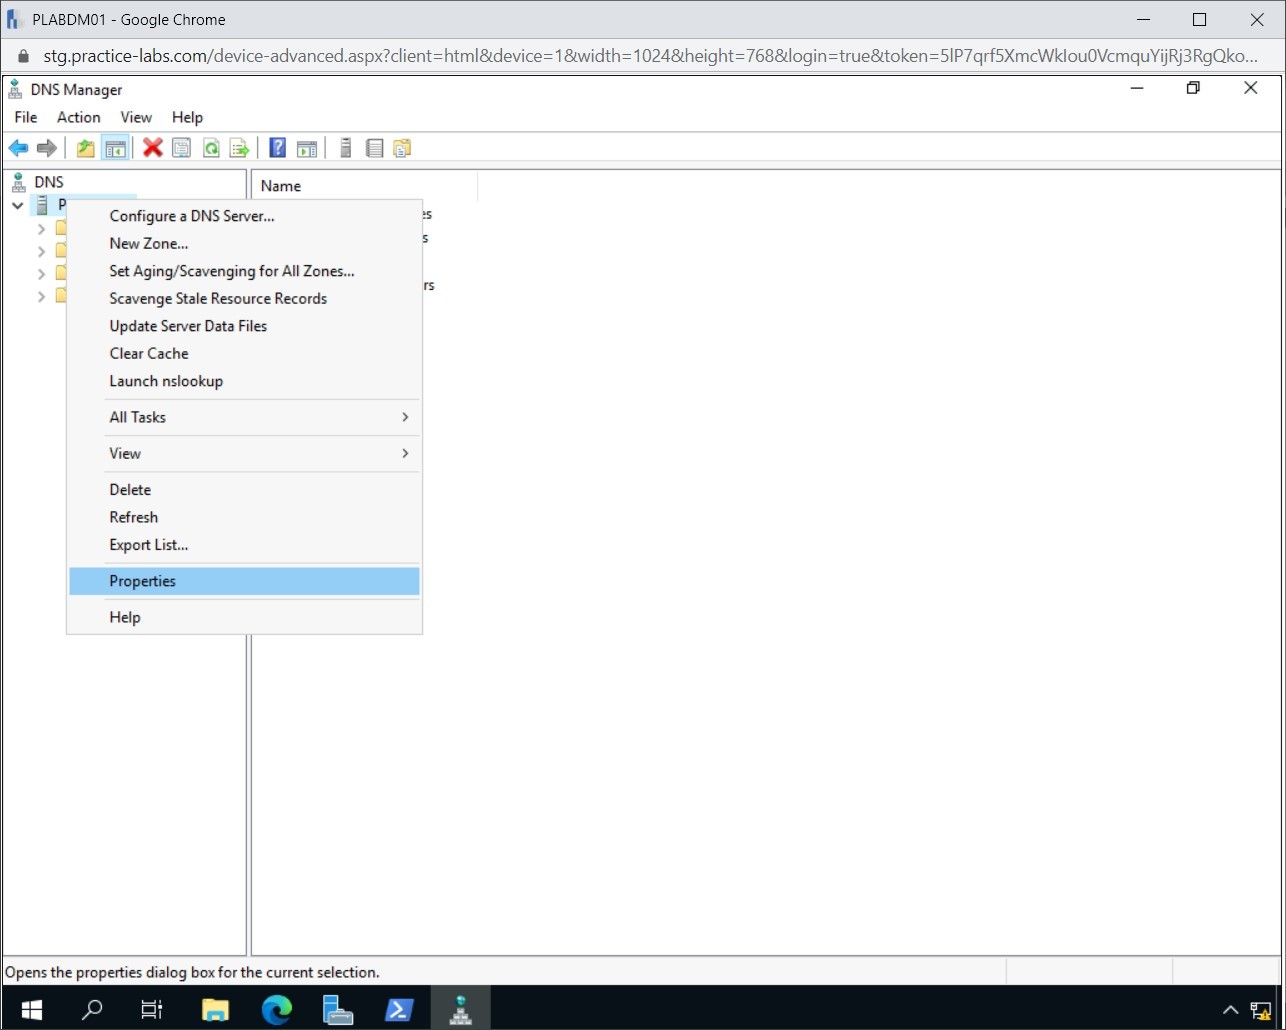 PLABDM01 - Google Chrome
stg.practice-labs.com/device-advanced.aspx?client=html&device=1&width=1024&height=768&login=true&token=5lP7qrf5XmcWkIou0VcmquYijRj3RgQko...
DNS Manager
File Action View Help
DNS
Name
P
Configure a DNS Server...
es
New Zone...
s
Set Aging/Scavenging for All Zones...
rs
Scavenge Stale Resource Records
Update Server Data Files
Clear Cache
Launch nslookup
All Tasks
View
Delete
Refresh
Export List...
Properties
Help
Opens the properties dialog box for the current selection.